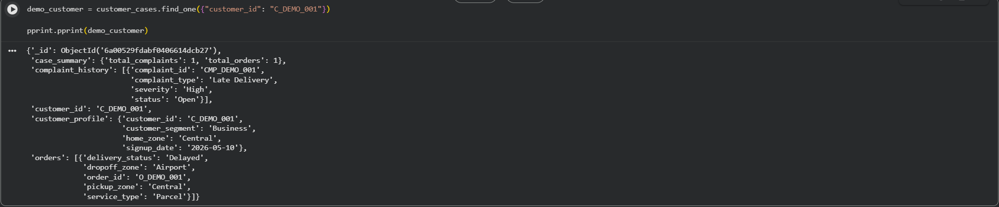 demo_customer = customer_cases.find_one({"customer_id": "C_DEMO_001"})
pprint.pprint(demo_customer)
{'_id': ObjectId('6a00529fdabf0406614dcb27'),
'case_summary': {'total_complaints': 1, 'total_orders': 1},
'complaint_history': [{'complaint_id': 'CMP_DEMO_001',
'complaint_type': 'Late Delivery',
'severity': 'High',
'status': 'Open'}],
'customer_id': 'C_DEMO_001',
'customer_profile': {'customer_id': 'C_DEMO_001',
'customer_segment': 'Business',
'home_zone': 'Central',
'signup_date': '2026-05-10'},
'orders': [{'delivery_status': 'Delayed',
'dropoff_zone': 'Airport',
'order_id': 'O_DEMO_001',
'pickup_zone': 'Central',
'service_type': 'Parcel'}]}